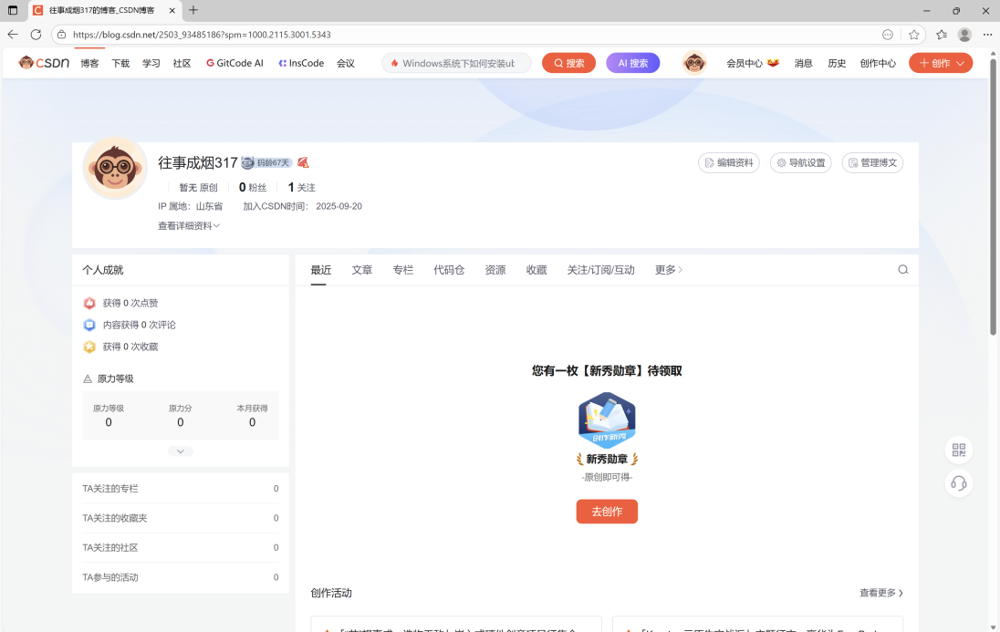 往事成烟317的博客_CSDN博客
https://blog.csdn.net/2503_93485186?spm=1000.2115.3001.5343
CSDN 博客 下载 学习 社区 GitCode AI InsCode 会议 Windows系统下如何安装ub 搜索 AI 搜索 会员中心 消息 历史 创作中心 创作
往事成烟317 码龄67天
编辑资料 导航设置 管理博文
暂无 原创 0 粉丝 1 关注
IP 属地：山东省 加入CSDN时间： 2025-09-20
查看详细资料
个人成就
获得 0 次点赞
内容获得 0 次评论
获得 0 次收藏
原力等级
原力等级 原力分 本月获得
0 0 0
TA关注的专栏 0
TA关注的收藏夹 0
TA关注的社区 0
TA参与的活动 0
最近 文章 专栏 代码仓 资源 收藏 关注/订阅/互动 更多
您有一枚【新秀勋章】待领取
创作新秀
新秀勋章
-原创即可得-
去创作
创作活动 查看更多